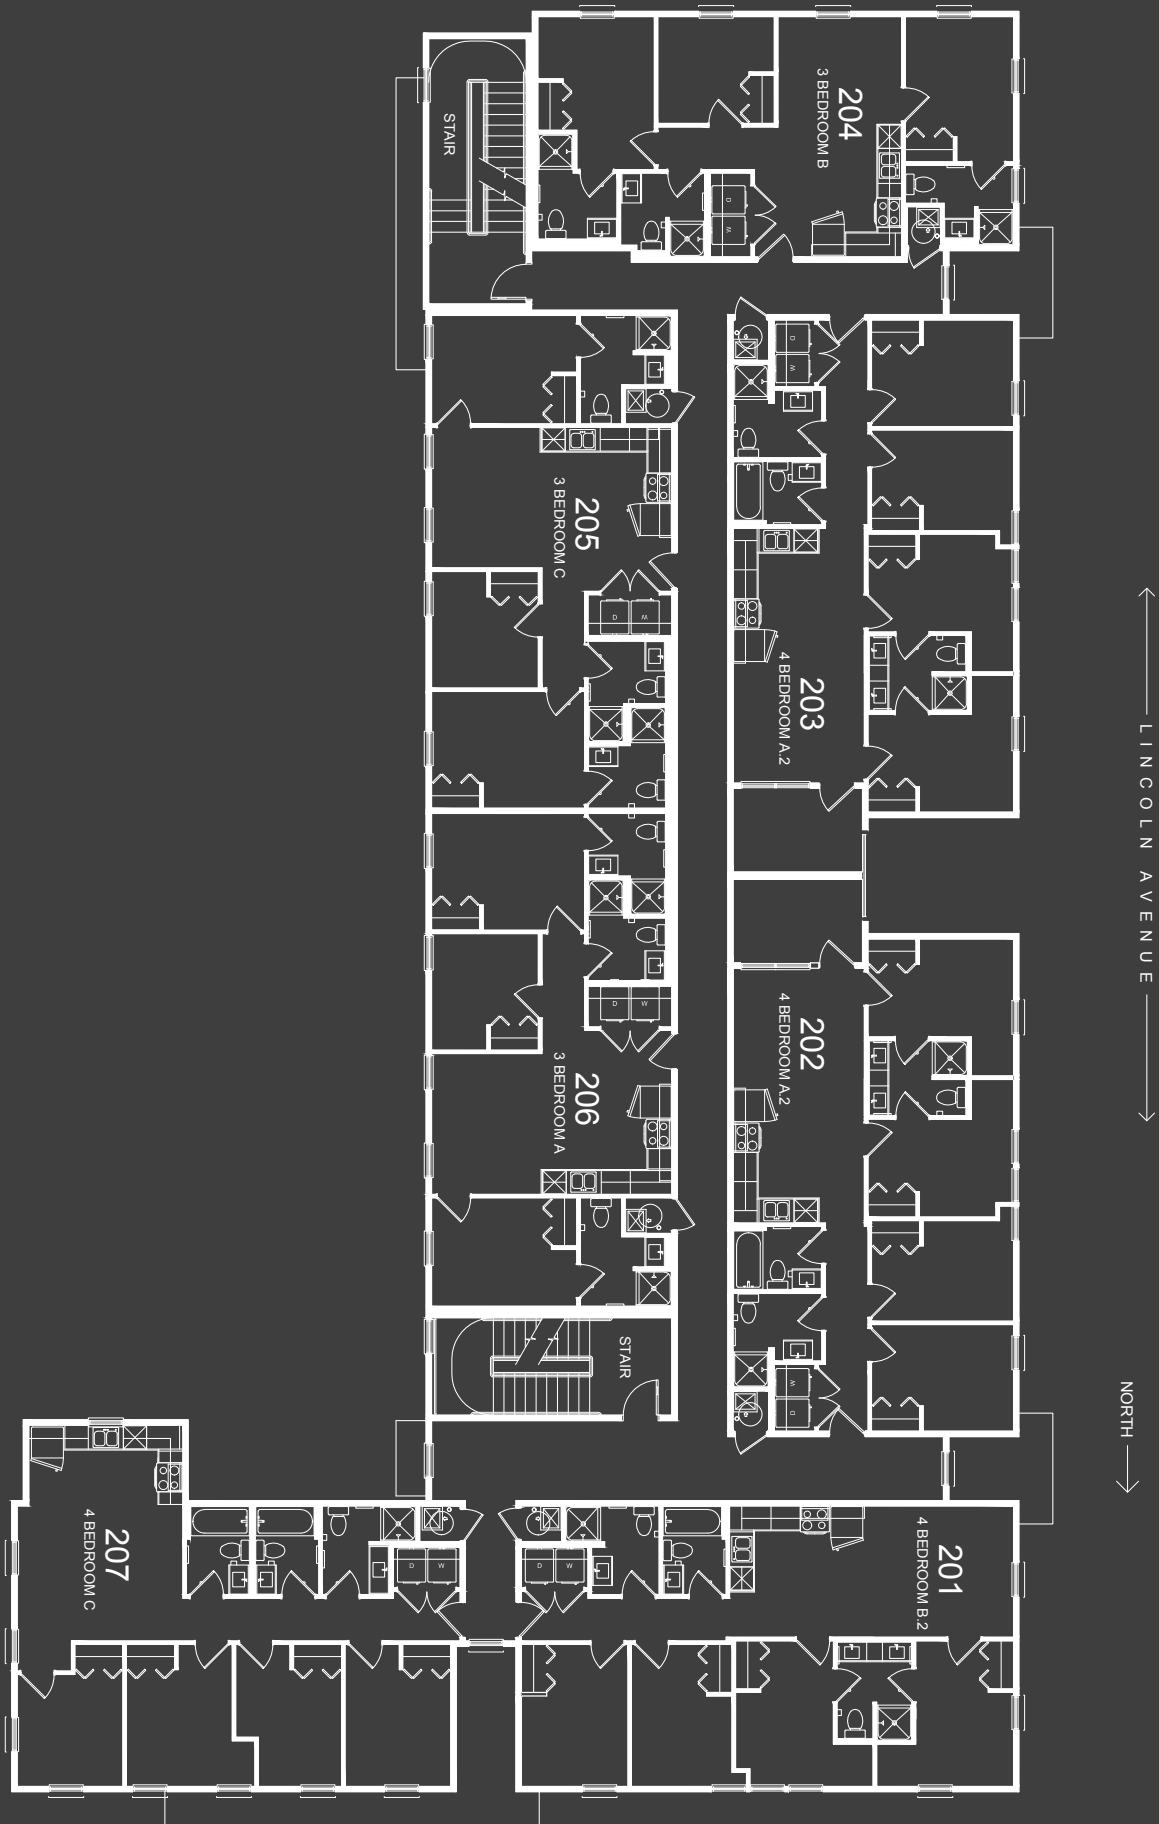 204
3 BEDROOM B
STAIR
D
W
D
W
205
3 BEDROOM C
D
W
203
4 BEDROOM A.2
LINCOLN AVENUE
202
4 BEDROOM A.2
D
W
206
3 BEDROOM A
STAIR
W
D
NORTH
207
4 BEDROOM C
D
W
D
W
201
4 BEDROOM B.2